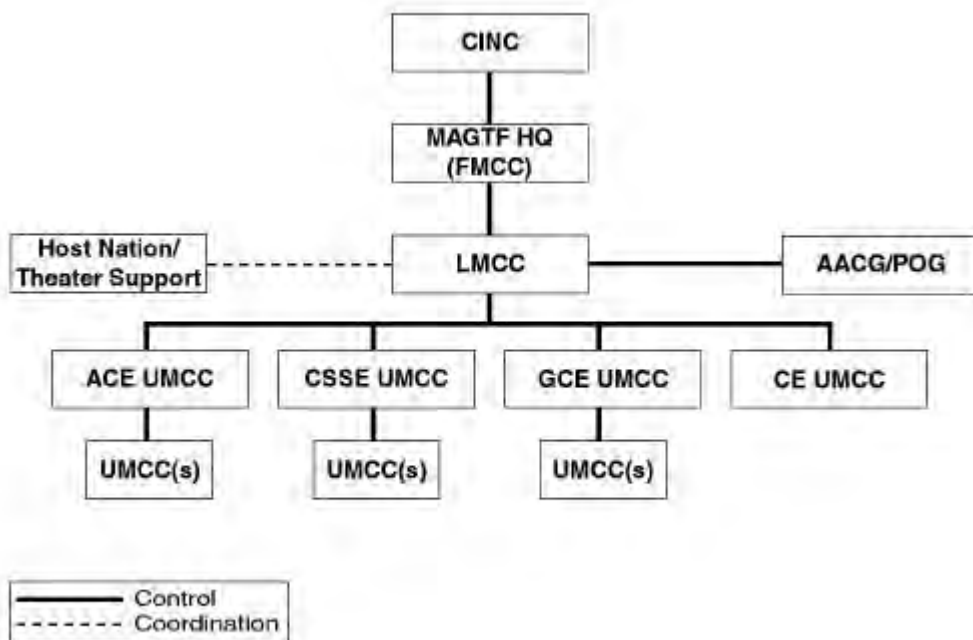 CINC
MAGTF HQ
(FMCC)
Host Nation/
Theater Support
LMCC
AACG/POG
ACE UMCC
CSSE UMCC
GCE UMCC
CE UMCC
UMCC(s)
UMCC(s)
UMCC(s)
Control
Coordination